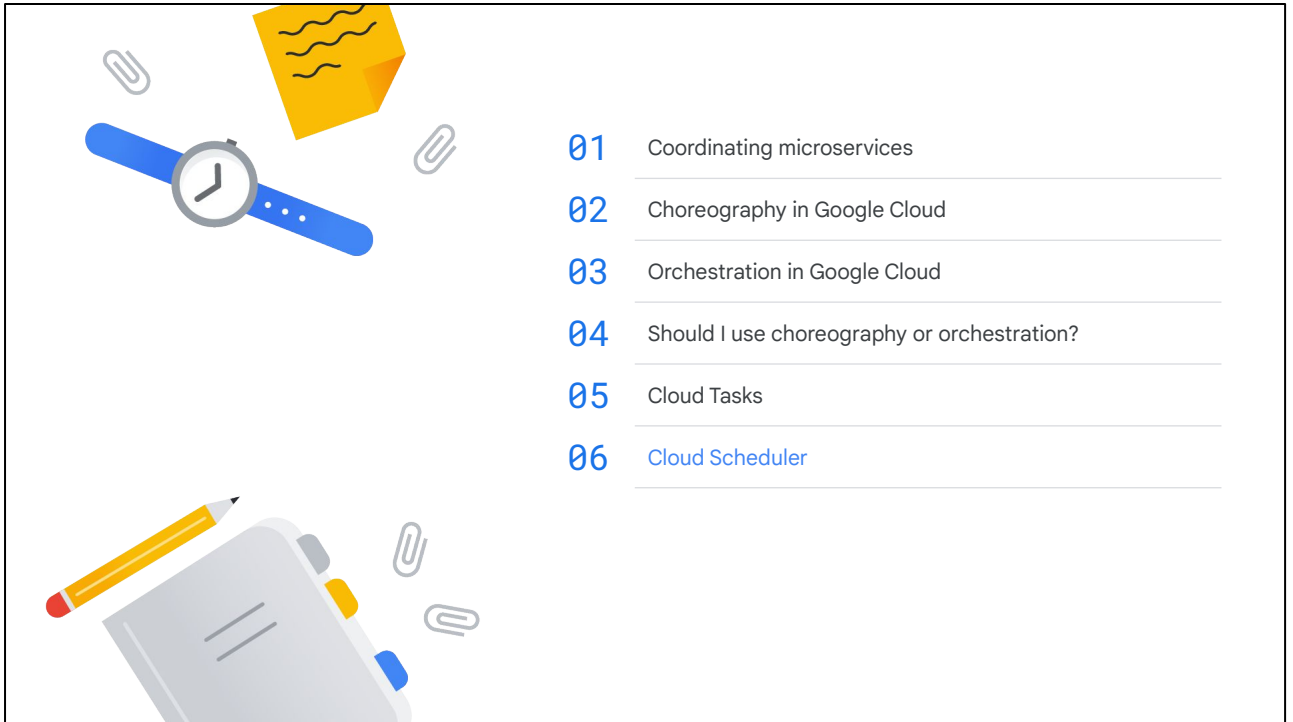 01 Coordinating microservices
02 Choreography in Google Cloud
03 Orchestration in Google Cloud
04 Should I use choreography or orchestration?
05 Cloud Tasks
06 Cloud Scheduler